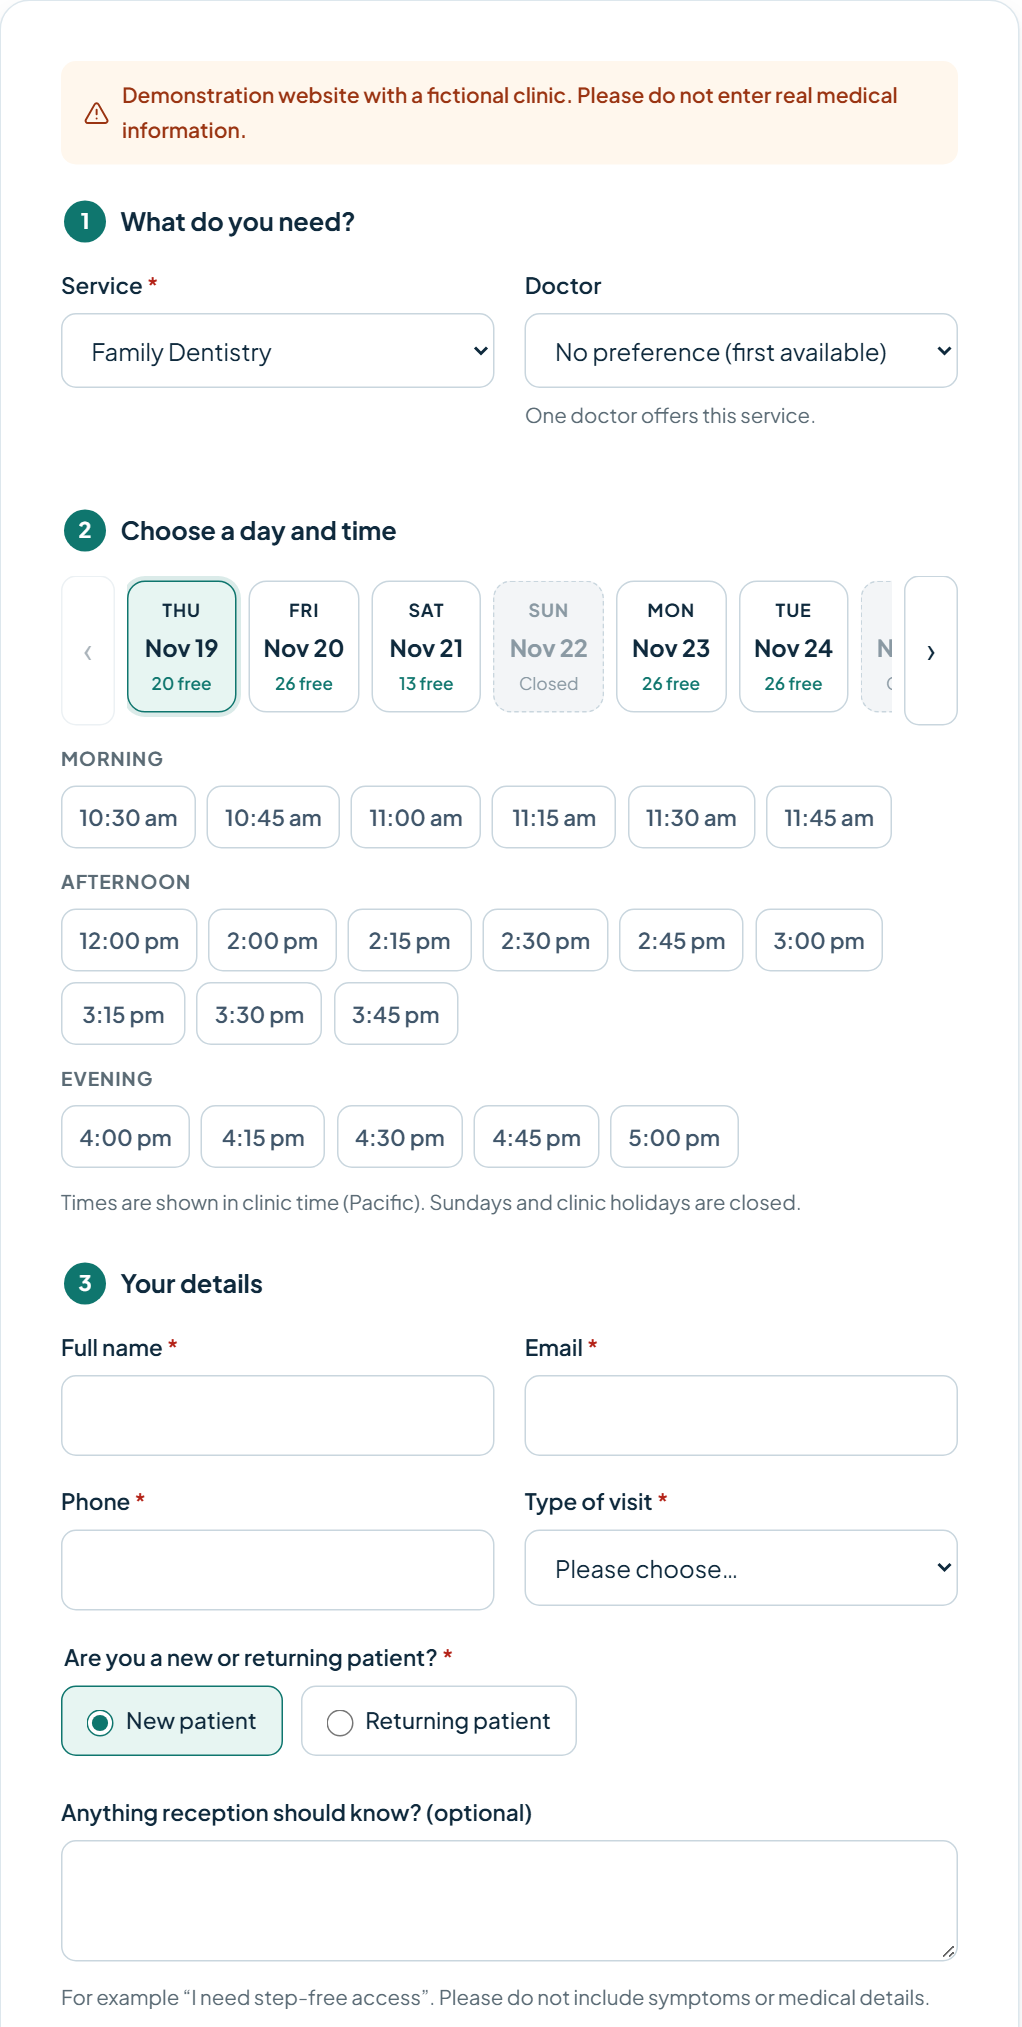 Demonstration website with a fictional clinic. Please do not enter real medical
information.
1 What do you need?
Service * Doctor
Family Dentistry No preference (first available)
One doctor offers this service.
2 Choose a day and time
‹ THU FRI SAT SUN MON TUE ›
Nov 19 Nov 20 Nov 21 Nov 22 Nov 23 Nov 24
20 free 26 free 13 free Closed 26 free 26 free
MORNING
10:30 am 10:45 am 11:00 am 11:15 am 11:30 am 11:45 am
AFTERNOON
12:00 pm 2:00 pm 2:15 pm 2:30 pm 2:45 pm 3:00 pm
3:15 pm 3:30 pm 3:45 pm
EVENING
4:00 pm 4:15 pm 4:30 pm 4:45 pm 5:00 pm
Times are shown in clinic time (Pacific). Sundays and clinic holidays are closed.
3 Your details
Full name * Email *
Phone * Type of visit *
Please choose…
Are you a new or returning patient? *
New patient Returning patient
Anything reception should know? (optional)
For example “I need step-free access”. Please do not include symptoms or medical details.